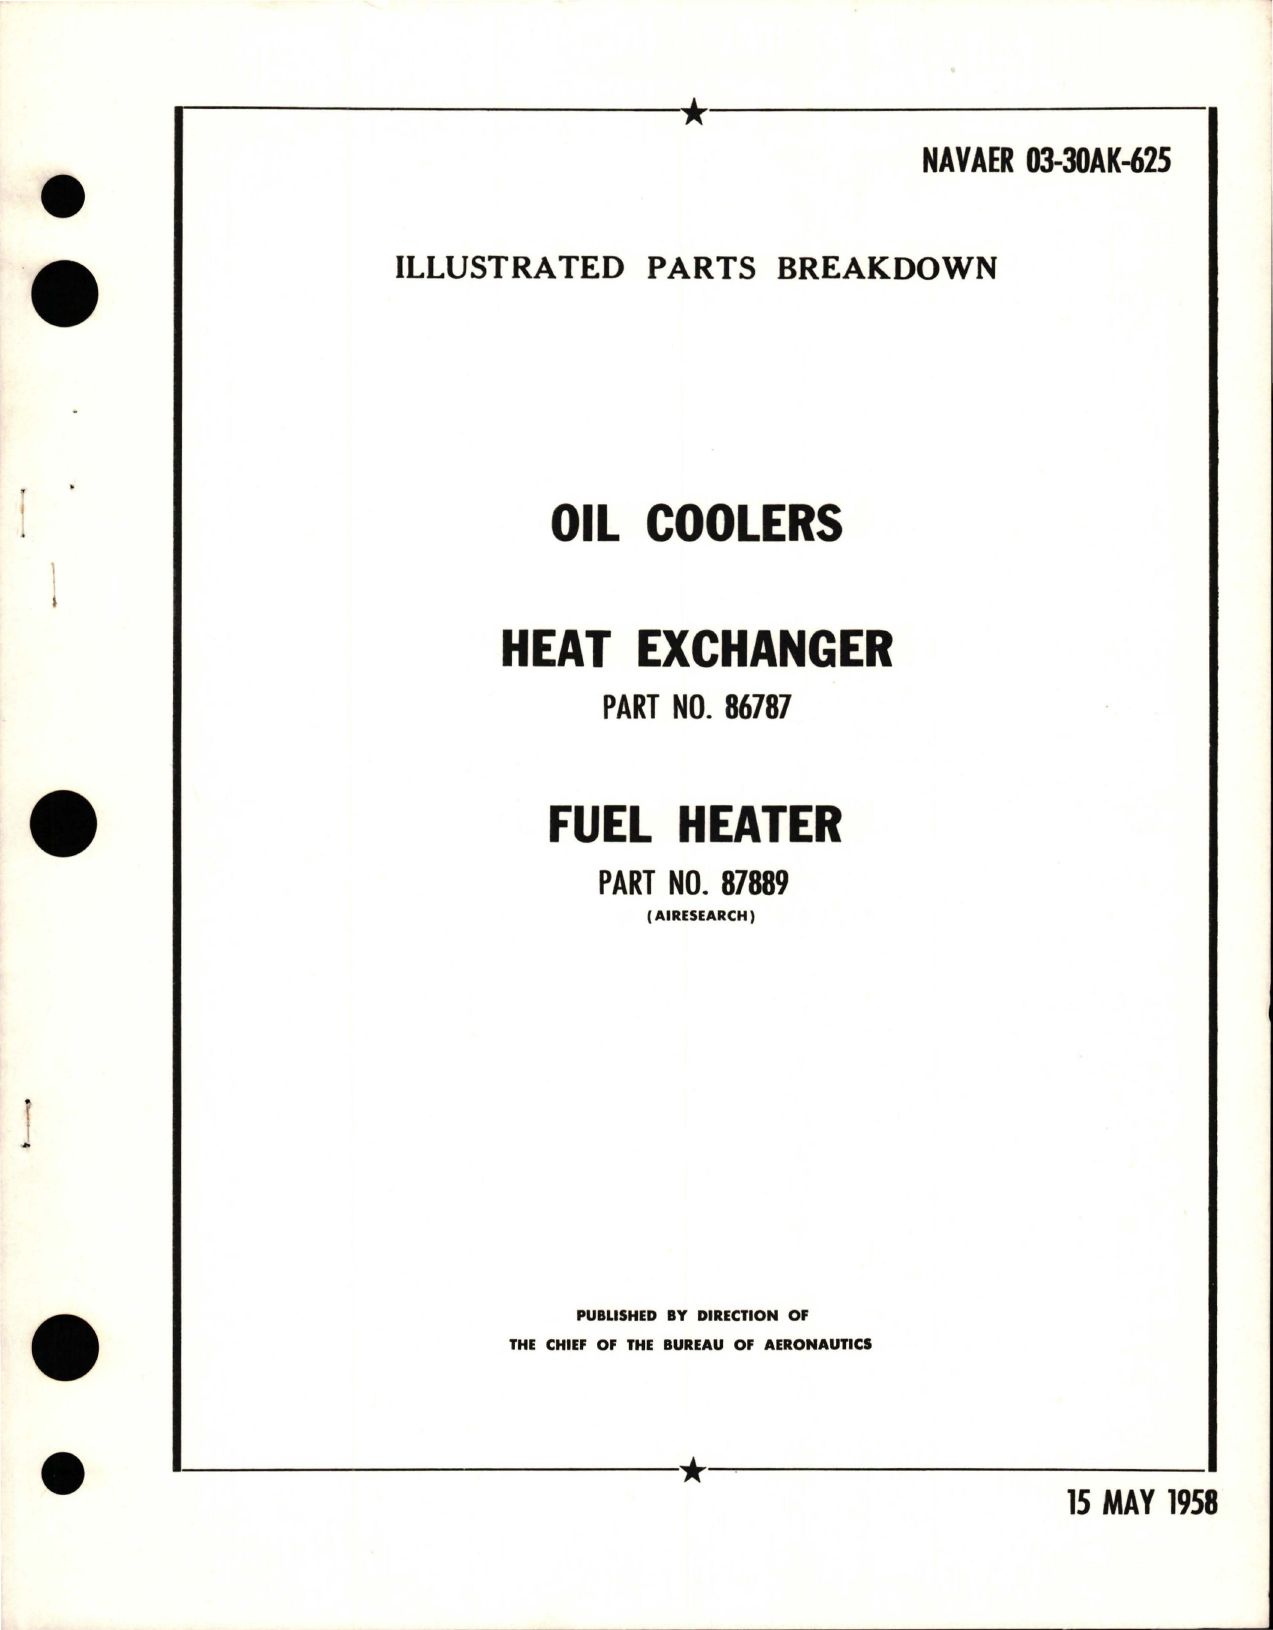 NAVAER 03-30AK-625
ILLUSTRATED PARTS BREAKDOWN
OIL COOLERS
HEAT EXCHANGER
PART NO. 86787
FUEL HEATER
PART NO. 87889
(AIRESEARCH)
PUBLISHED BY DIRECTION OF
THE CHIEF OF THE BUREAU OF AERONAUTICS
15 MAY 1958